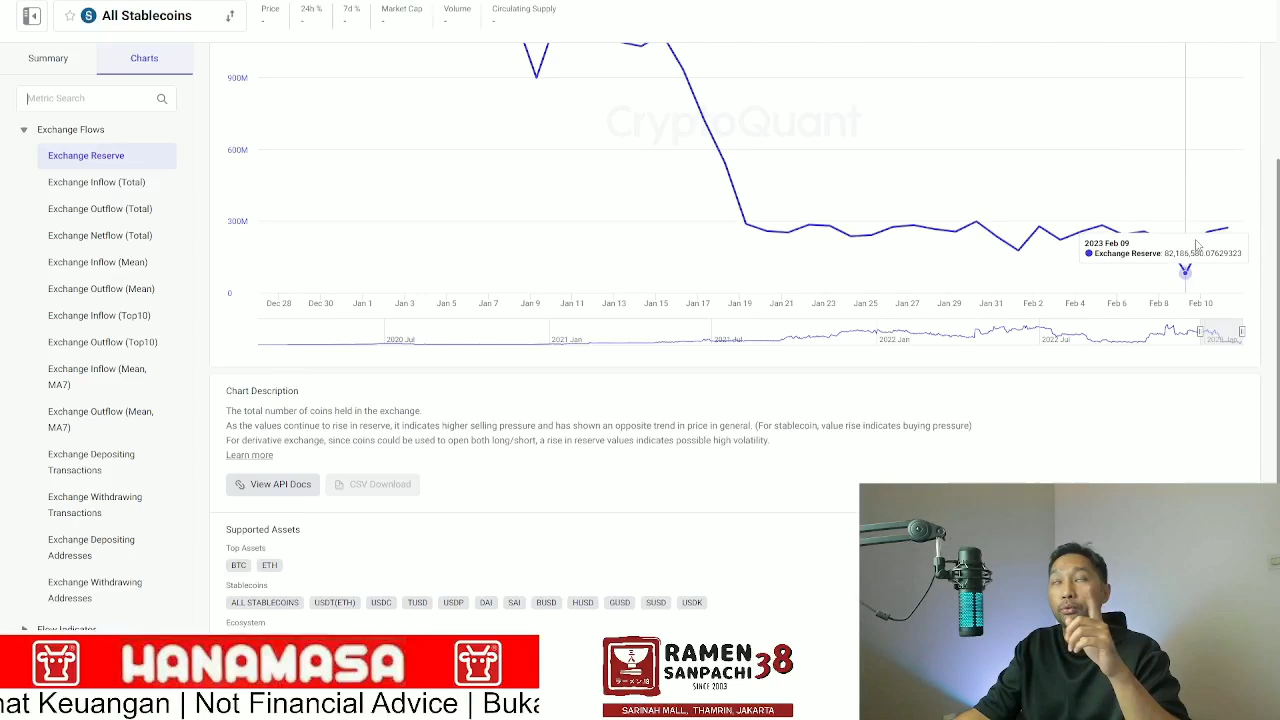 All Stablecoins
Price
-
24h %
-
7d %
-
Market Cap
-
Volume
-
Circulating Supply
-
Summary
Charts
Metric Search
Exchange Flows
Exchange Reserve
Exchange Inflow (Total)
Exchange Outflow (Total)
Exchange Netflow (Total)
Exchange Inflow (Mean)
Exchange Outflow (Mean)
Exchange Inflow (Top10)
Exchange Outflow (Top10)
Exchange Inflow (Mean,
MA7)
Exchange Outflow (Mean,
MA7)
Exchange Depositing
Transactions
Exchange Withdrawing
Transactions
Exchange Depositing
Addresses
Exchange Withdrawing
Addresses
Flow Indicator
900M
CryptoQuant
600M
300M
2023 Feb 09
Exchange Reserve: 82,186,580.07629323
0
Dec 28 Dec 30 Jan 1 Jan 3 Jan 5 Jan 7 Jan 9 Jan 11 Jan 13 Jan 15 Jan 17 Jan 19 Jan 21 Jan 23 Jan 25 Jan 27 Jan 29 Jan 31 Feb 2 Feb 4 Feb 6 Feb 8 Feb 10
2020 Jul 2021 Jan 2021 Jul 2022 Jan 2022 Jul 2023 Jan
Chart Description
The total number of coins held in the exchange.
As the values continue to rise in reserve, it indicates higher selling pressure and has shown an opposite trend in price in general. (For stablecoin, value rise indicates buying pressure)
For derivative exchange, since coins could be used to open both long/short, a rise in reserve values indicates possible high volatility.
Learn more
View API Docs
CSV Download
Supported Assets
Top Assets
BTC ETH
Stablecoins
ALL STABLECOINS USDT(ETH) USDC TUSD USDP DAI SAI BUSD HUSD GUSD SUSD USDK
Ecosystem
HANAMASA
RAMEN
SANPACHI 38
SINCE 2003
SARINAH MALL, THAMRIN, JAKARTA
hat Keuangan | Not Financial Advice | Buka